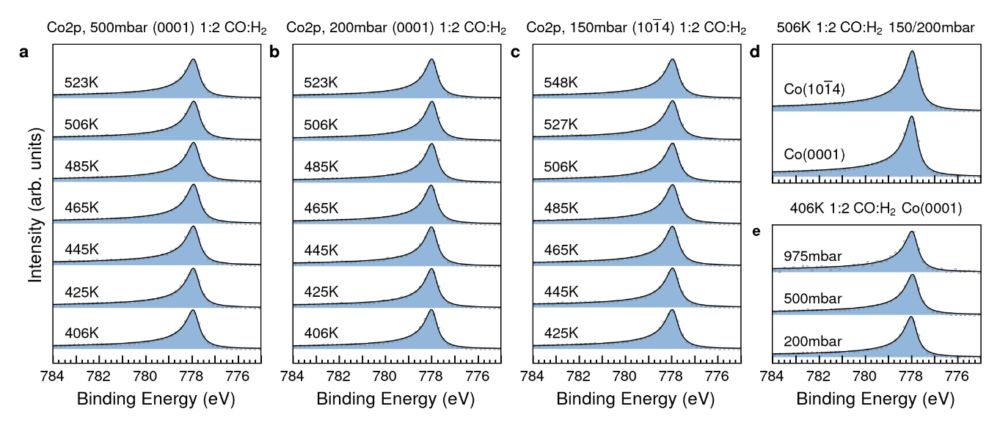 Co2p, 500mbar (0001) 1:2 CO:H₂
a
523K
506K
485K
465K
445K
425K
406K
784 782 780 778 776
Binding Energy (eV)
Intensity (arb. units)
Co2p, 200mbar (0001) 1:2 CO:H₂
b
523K
506K
485K
465K
445K
425K
406K
784 782 780 778 776
Binding Energy (eV)
Co2p, 150mbar (101̅4) 1:2 CO:H₂
c
548K
527K
506K
485K
465K
445K
425K
784 782 780 778 776
Binding Energy (eV)
506K 1:2 CO:H₂ 150/200mbar
d
Co(101̅4)
Co(0001)
406K 1:2 CO:H₂ Co(0001)
e
975mbar
500mbar
200mbar
784 782 780 778 776
Binding Energy (eV)